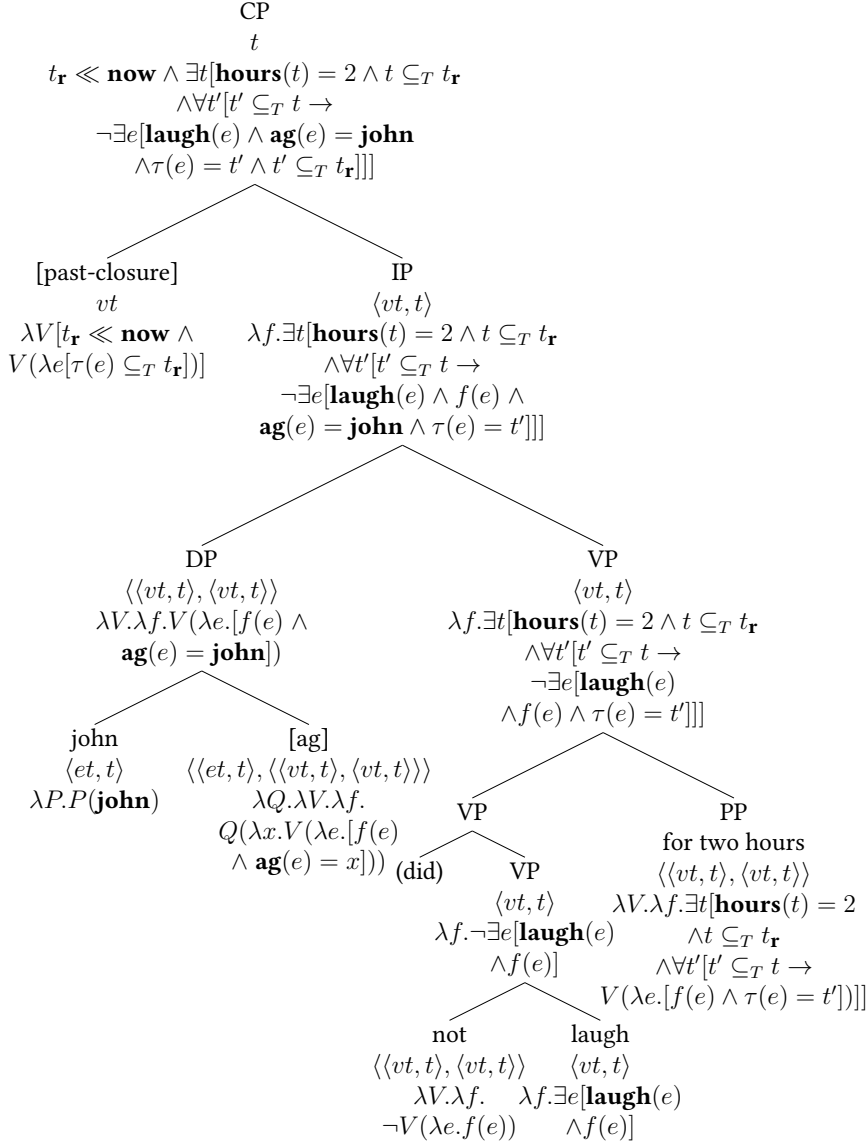 CP
t
t_r ≪ now ∧ ∃t[hours(t) = 2 ∧ t ⊆_T t_r
∧∀t′[t′ ⊆_T t →
¬∃e[laugh(e) ∧ ag(e) = john
∧τ(e) = t′ ∧ t′ ⊆_T t_r]]]
[past-closure]
vt
λV[t_r ≪ now ∧
V(λe[τ(e) ⊆_T t_r])]
IP
⟨vt, t⟩
λf.∃t[hours(t) = 2 ∧ t ⊆_T t_r
∧∀t′[t′ ⊆_T t →
¬∃e[laugh(e) ∧ f(e) ∧
ag(e) = john ∧ τ(e) = t′]]]
DP
⟨⟨vt, t⟩, ⟨vt, t⟩⟩
λV.λf.V(λe.[f(e) ∧
ag(e) = john])
VP
⟨vt, t⟩
λf.∃t[hours(t) = 2 ∧ t ⊆_T t_r
∧∀t′[t′ ⊆_T t →
¬∃e[laugh(e)
∧f(e) ∧ τ(e) = t′]]]
john
⟨et, t⟩
λP.P(john)
[ag]
⟨⟨et, t⟩, ⟨⟨vt, t⟩, ⟨vt, t⟩⟩⟩
λQ.λV.λf.
Q(λx.V(λe.[f(e)
∧ ag(e) = x]))
VP
(did)
VP
⟨vt, t⟩
λf.¬∃e[laugh(e)
∧f(e)]
PP
for two hours
⟨⟨vt, t⟩, ⟨vt, t⟩⟩
λV.λf.∃t[hours(t) = 2
∧t ⊆_T t_r
∧∀t′[t′ ⊆_T t →
V(λe.[f(e) ∧ τ(e) = t′])]]
not
⟨⟨vt, t⟩, ⟨vt, t⟩⟩
λV.λf.
¬V(λe.f(e))
laugh
⟨vt, t⟩
λf.∃e[laugh(e)
∧f(e)]